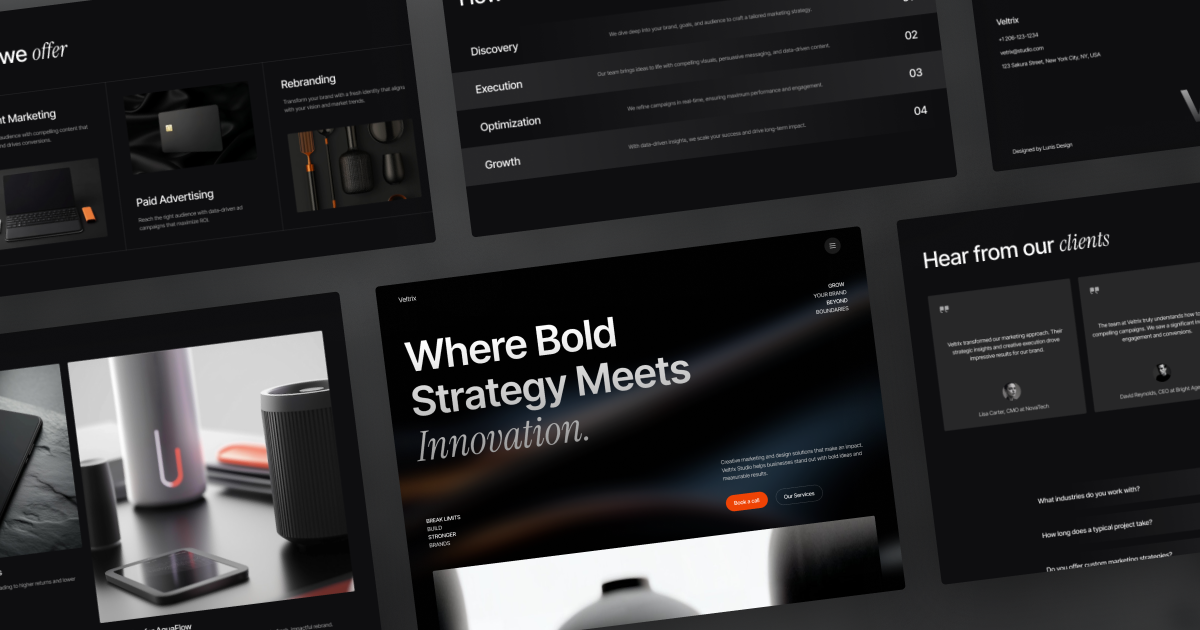 we offer
Marketing
audience with compelling content that
and drives conversions.
Paid Advertising
Reach the right audience with data-driven ad
campaigns that maximize ROI.
Rebranding
Transform your brand with a fresh identity that aligns
with your vision and market trends.
Discovery
We dive deep into your brand, goals, and audience to craft a tailored marketing strategy.
Execution
Our team brings ideas to life with compelling visuals, persuasive messaging, and data-driven content.
02
Optimization
We refine campaigns in real-time, ensuring maximum performance and engagement.
03
Growth
With data-driven insights, we scale your success and drive long-term impact.
04
Veltrix
+1 206-123-1234
veltrix@studio.com
123 Sakura Street, New York City, NY, USA
Designed by Lunis Design
leading to higher returns and lower
AquaFlow
impactful rebrand.
Veltrix
GROW
YOUR BRAND
BEYOND
BOUNDARIES
Where Bold
Strategy Meets
Innovation.
Creative marketing and design solutions that make an impact.
Veltrix Studio helps businesses stand out with bold ideas and
measurable results.
Book a call
Our Services
BREAK LIMITS
BUILD
STRONGER
BRANDS
Hear from our clients
Veltrix transformed our marketing approach. Their
strategic insights and creative execution drove
impressive results for our brand.
Lisa Carter, CMO at NovaTech
The team at Veltrix truly understands how to
compelling campaigns. We saw a significant
engagement and conversions.
David Reynolds, CEO at Bright
What industries do you work with?
How long does a typical project take?
Do you offer custom marketing strategies?